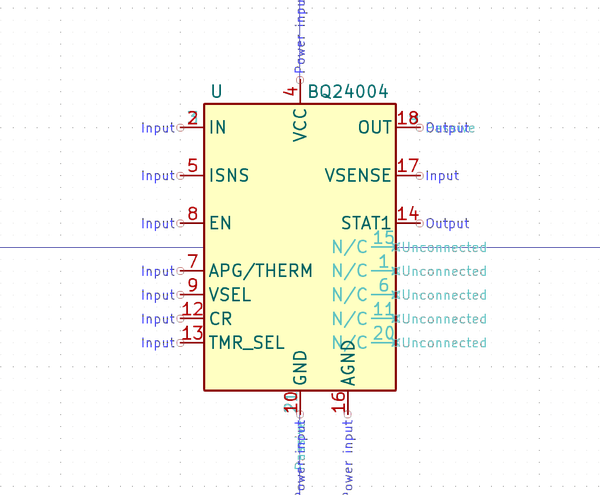 Power input
U
BQ24004
4
VCC
Input 2 IN
OUT 18 Output
Input 5 ISNS
VSENSE 17 Input
Input 8 EN
STAT1 14 Output
N/C 15 Unconnected
Input 7 APG/THERM
N/C 1 Unconnected
Input 9 VSEL
N/C 6 Unconnected
Input 12 CR
N/C 11 Unconnected
Input 13 TMR_SEL
N/C 20 Unconnected
GND
AGND
10
16
Power input
Power input